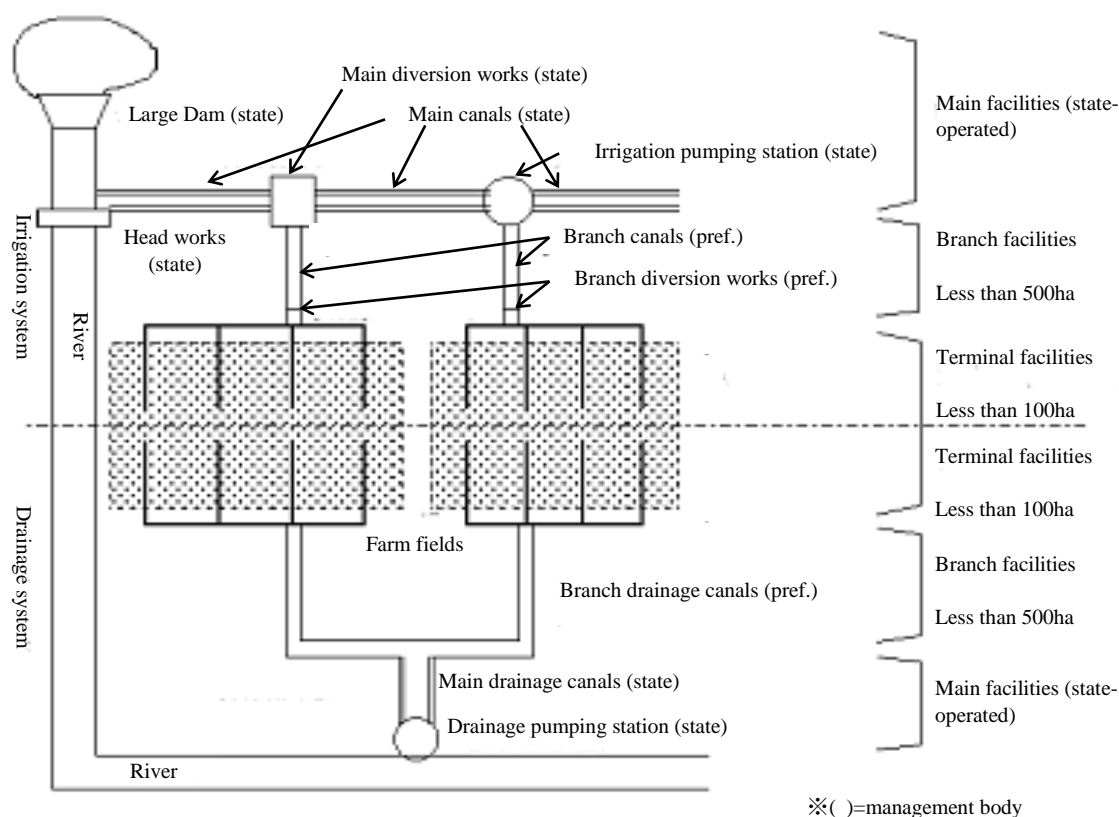 Main diversion works (state)
Large Dam (state)
Main canals (state)
Irrigation pumping station (state)
Main facilities (state-
operated)
Head works
(state)
Branch canals (pref.)
Branch diversion works (pref.)
Branch facilities
Less than 500ha
Irrigation system
River
Terminal facilities
Less than 100ha
Terminal facilities
Less than 100ha
Drainage system
Farm fields
Branch drainage canals (pref.)
Branch facilities
Less than 500ha
Main drainage canals (state)
Drainage pumping station (state)
Main facilities (state-
operated)
River
※( )=management body